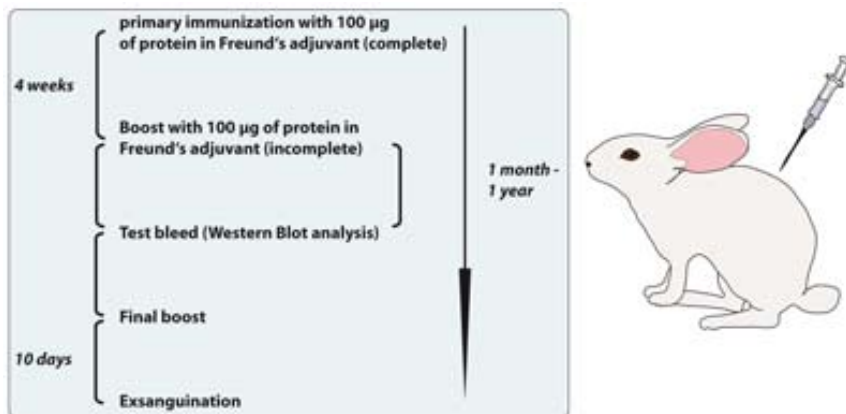 primary immunization with 100 µg
of protein in Freund's adjuvant (complete)
4 weeks
Boost with 100 µg of protein in
Freund's adjuvant (incomplete)
1 month -
1 year
Test bleed (Western Blot analysis)
Final boost
10 days
Exsanguination